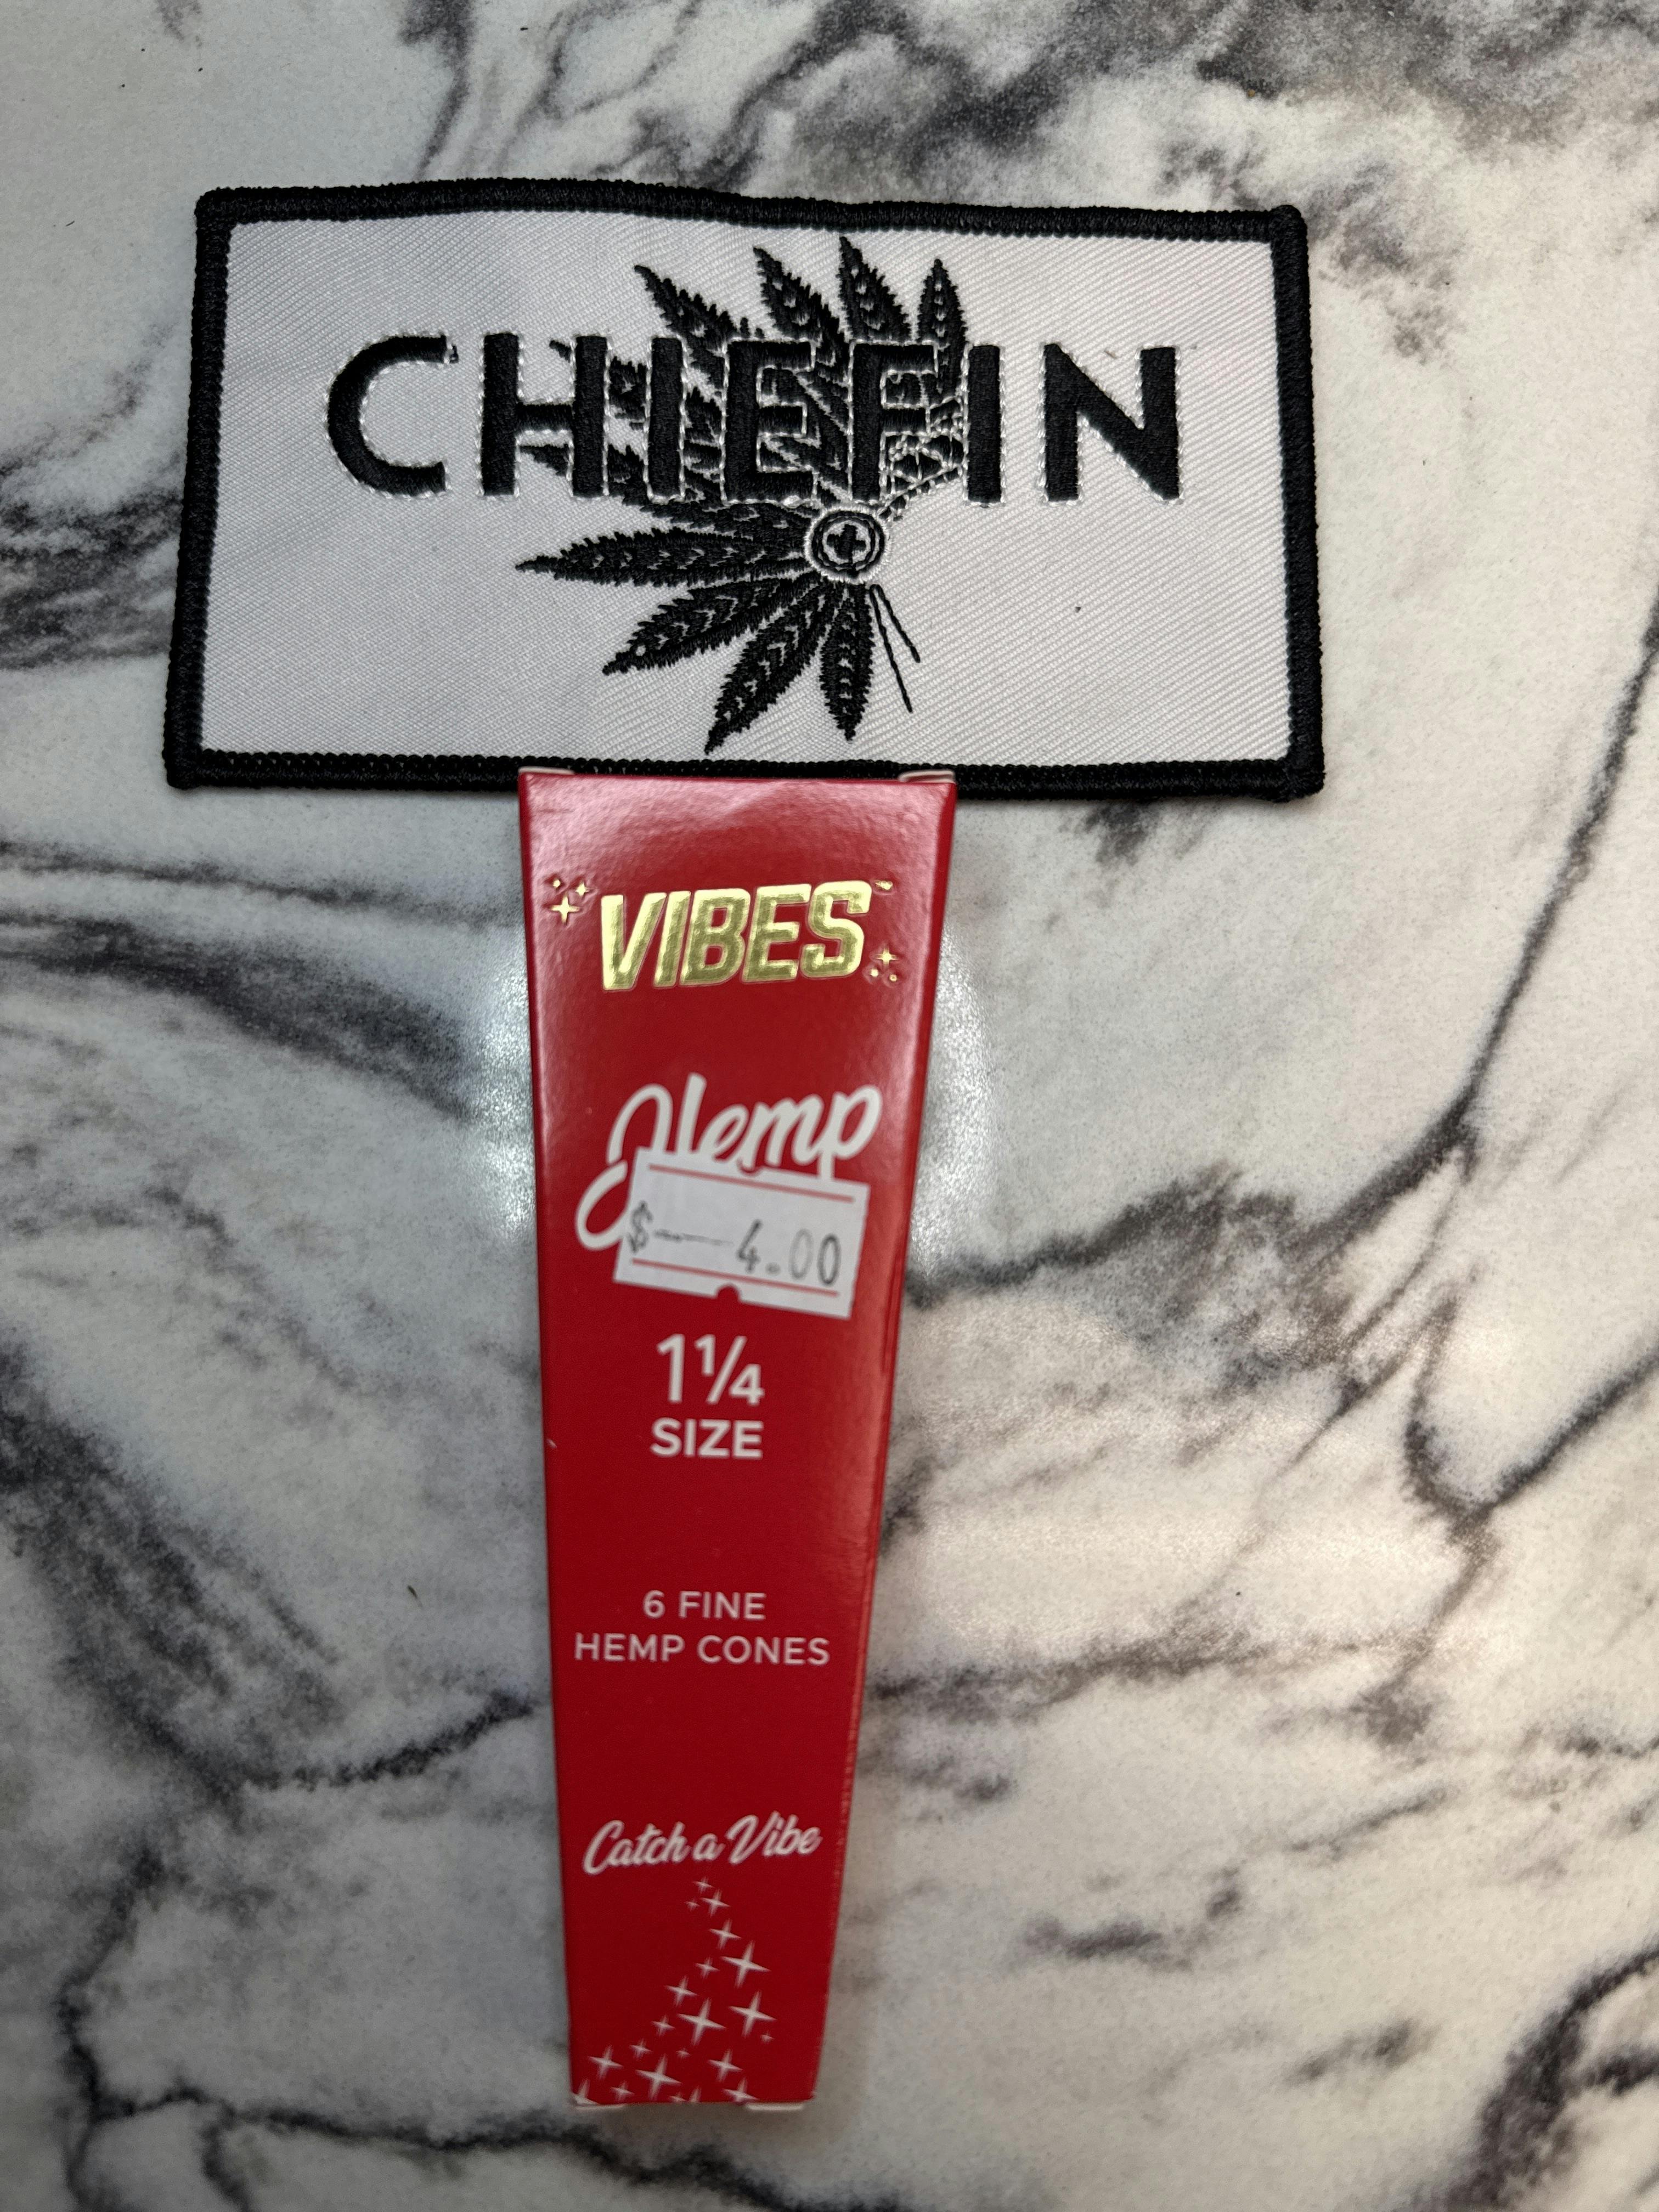 CHIEFIN
VIBES
Hemp
$ 4.00
1¼
SIZE
6 FINE
HEMP CONES
Catch a Vibe